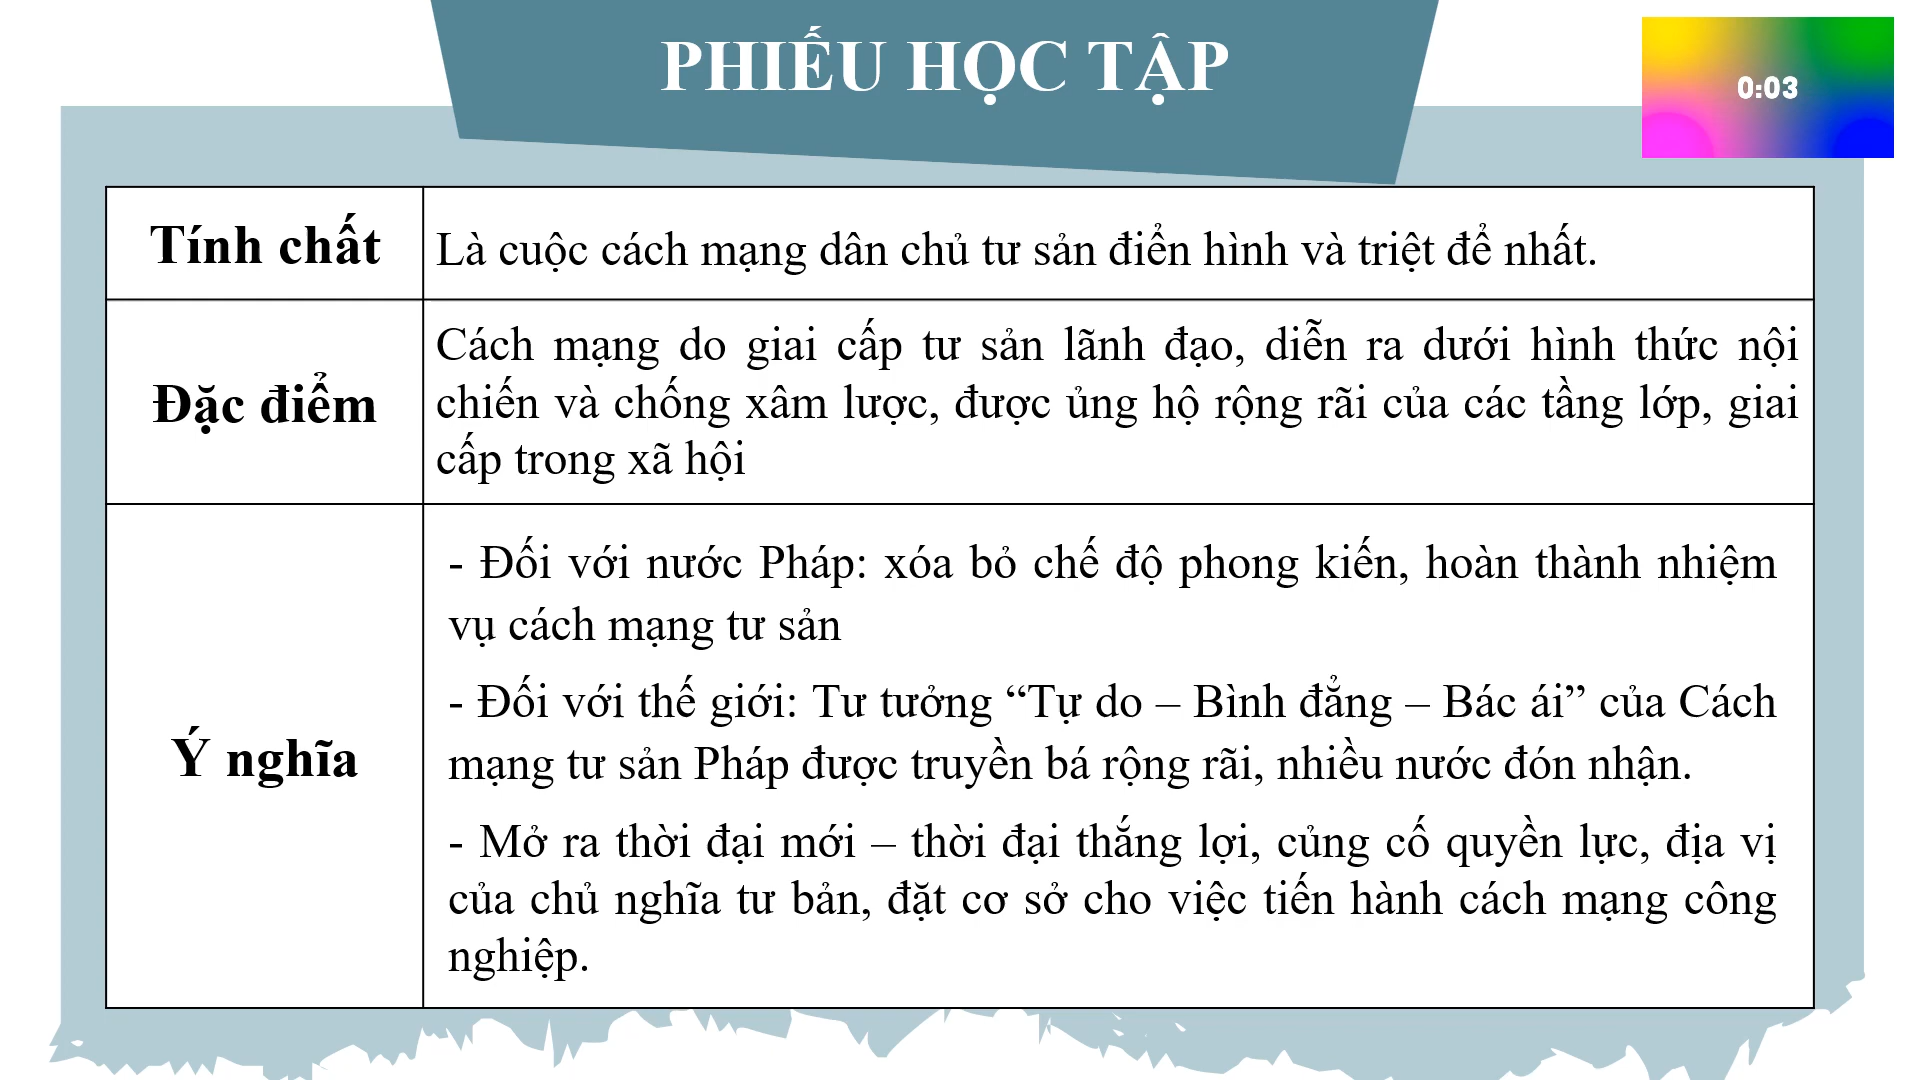 PHIẾU HỌC TẬP
0:03
Tính chất
Là cuộc cách mạng dân chủ tư sản điển hình và triệt để nhất.
Đặc điểm
Cách mạng do giai cấp tư sản lãnh đạo, diễn ra dưới hình thức nội
chiến và chống xâm lược, được ủng hộ rộng rãi của các tầng lớp, giai
cấp trong xã hội
Ý nghĩa
- Đối với nước Pháp: xóa bỏ chế độ phong kiến, hoàn thành nhiệm
vụ cách mạng tư sản
- Đối với thế giới: Tư tưởng “Tự do – Bình đẳng – Bác ái” của Cách
mạng tư sản Pháp được truyền bá rộng rãi, nhiều nước đón nhận.
- Mở ra thời đại mới – thời đại thắng lợi, củng cố quyền lực, địa vị
của chủ nghĩa tư bản, đặt cơ sở cho việc tiến hành cách mạng công
nghiệp.